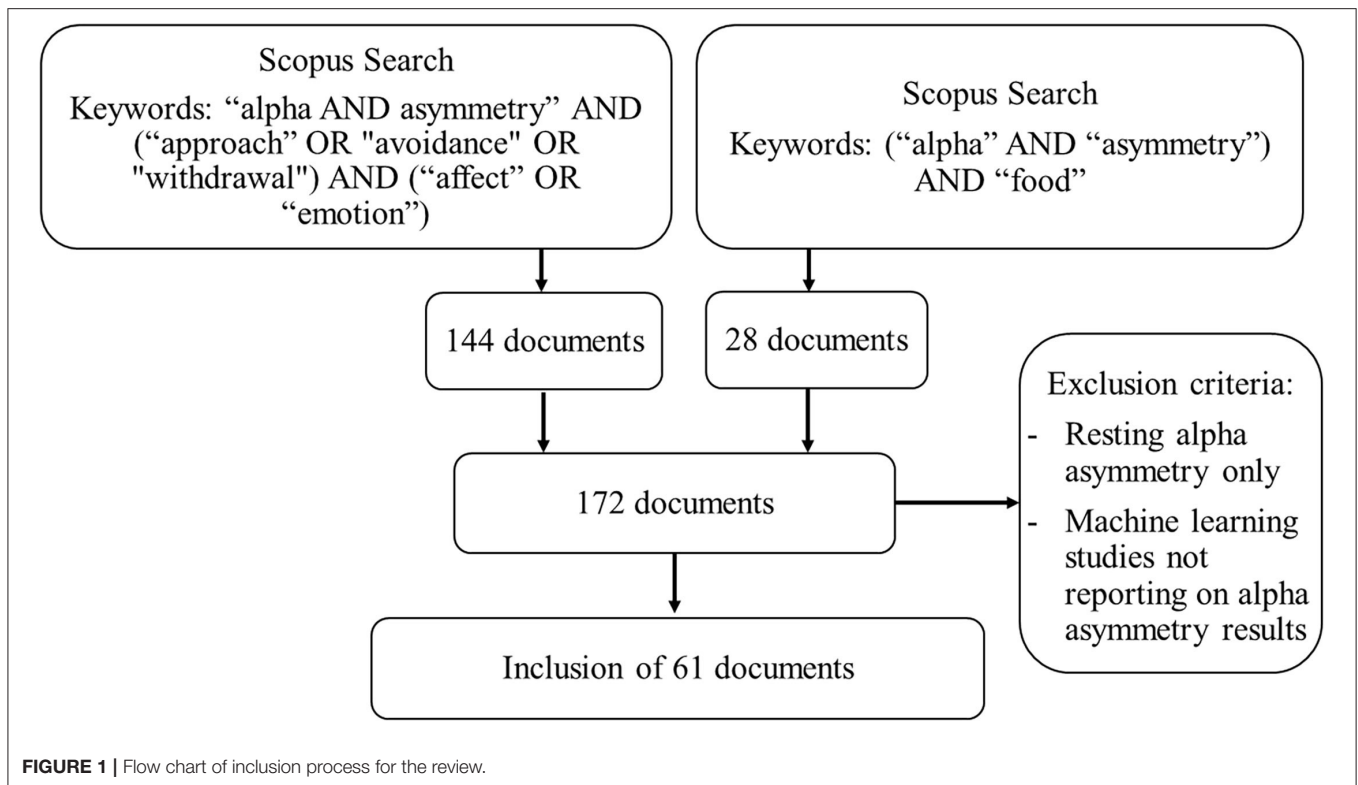 Scopus Search
Keywords: “alpha AND asymmetry” AND
(“approach” OR "avoidance" OR
"withdrawal") AND (“affect” OR
“emotion”)
Scopus Search
Keywords: (“alpha” AND “asymmetry”)
AND “food”
144 documents
28 documents
172 documents
Exclusion criteria:
- Resting alpha
asymmetry only
- Machine learning
studies not
reporting on alpha
asymmetry results
Inclusion of 61 documents
FIGURE 1 | Flow chart of inclusion process for the review.